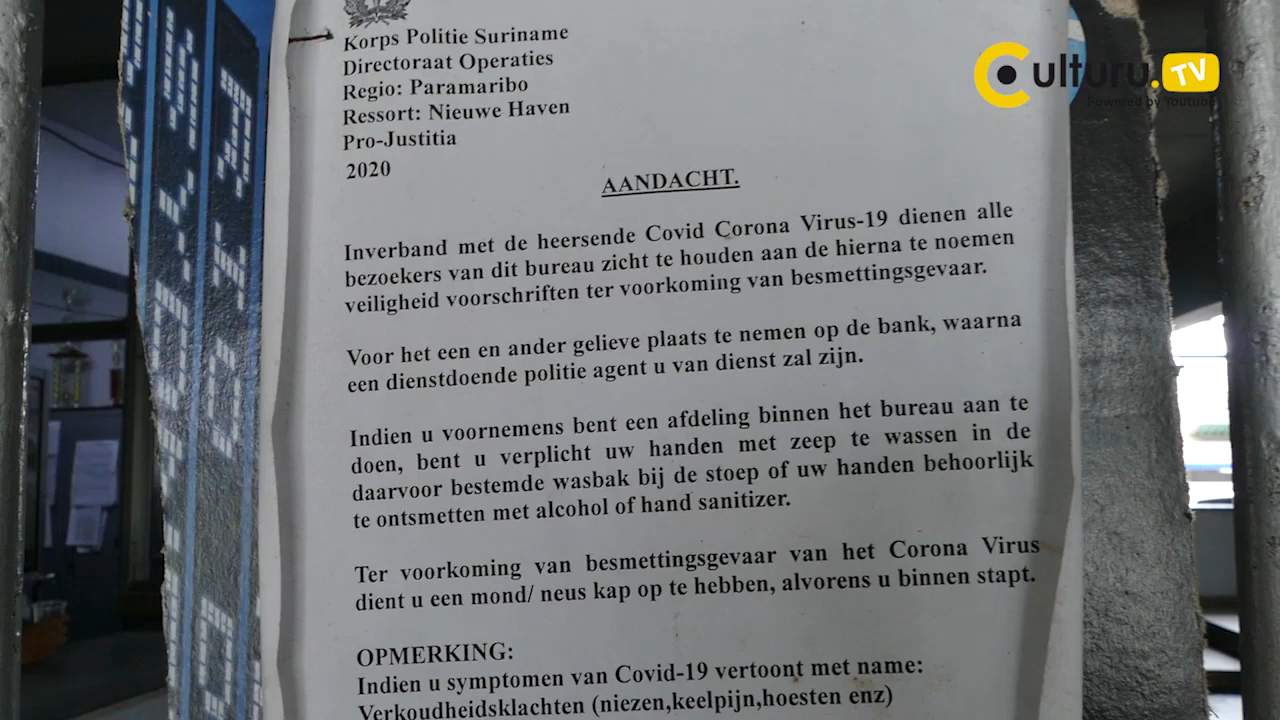 Korps Politie Suriname
Directoraat Operaties
Regio: Paramaribo
Ressort: Nieuwe Haven
Pro-Justitia
2020
AANDACHT.
Inverband met de heersende Covid Corona Virus-19 dienen alle
bezoekers van dit bureau zicht te houden aan de hierna te noemen
veiligheid voorschriften ter voorkoming van besmettingsgevaar.
Voor het een en ander gelieve plaats te nemen op de bank, waarna
een dienstdoende politie agent u van dienst zal zijn.
Indien u voornemens bent een afdeling binnen het bureau aan te
doen, bent u verplicht uw handen met zeep te wassen in de
daarvoor bestemde wasbak bij de stoep of uw handen behoorlijk
te ontsmetten met alcohol of hand sanitizer.
Ter voorkoming van besmettingsgevaar van het Corona Virus
dient u een mond/ neus kap op te hebben, alvorens u binnen stapt.
OPMERKING:
Indien u symptomen van Covid-19 vertoont met name:
Verkoudheidsklachten (niezen,keelpijn,hoesten enz)
Culturu.TV
Powered by Youtube